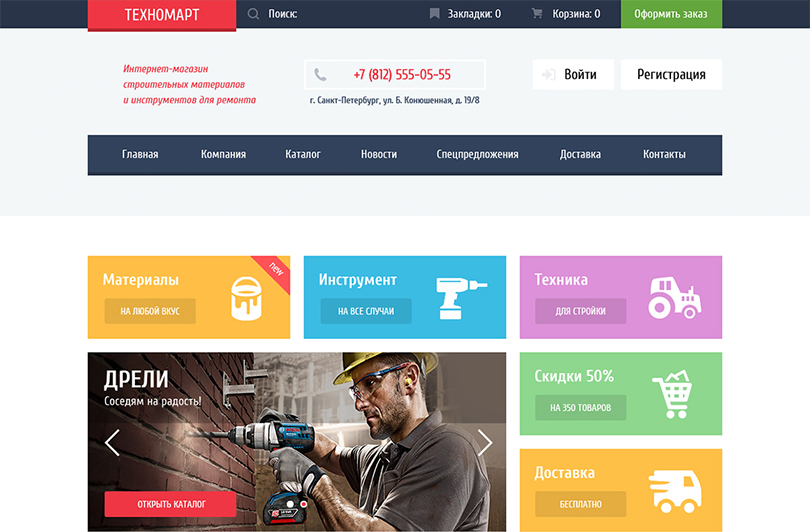 ТЕХНОМАРТ
Поиск:
Закладки: 0
Корзина: 0
Оформить заказ
Интернет-магазин
строительных материалов
и инструментов для ремонта
+7 (812) 555-05-55
г. Санкт-Петербург, ул. Б. Конюшенная, д. 19/8
Войти
Регистрация
Главная
Компания
Каталог
Новости
Спецпредложения
Доставка
Контакты
Материалы
new
НА ЛЮБОЙ ВКУС
Инструмент
НА ВСЕ СЛУЧАИ
Техника
ДЛЯ СТРОЙКИ
ДРЕЛИ
Соседям на радость!
ОТКРЫТЬ КАТАЛОГ
Скидки 50%
НА 350 ТОВАРОВ
Доставка
БЕСПЛАТНО